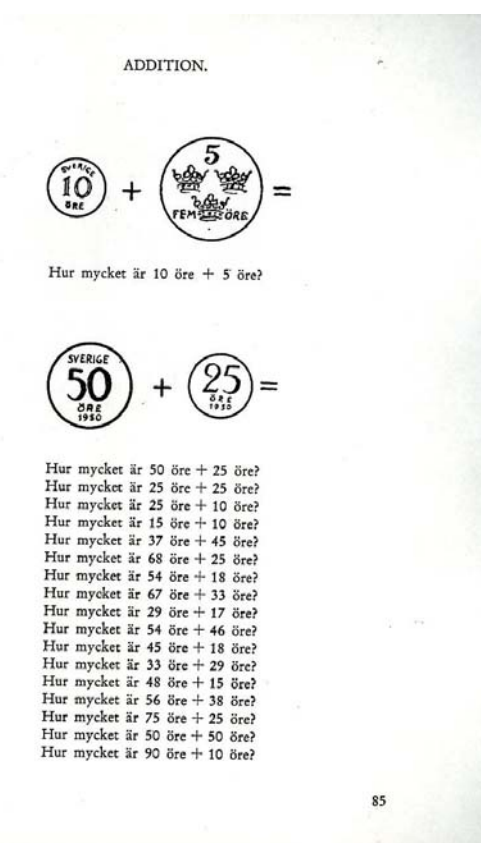 ADDITION.
SVERIGE
10
ÖRE
+
5
FEM ÖRE
=
Hur mycket är 10 öre + 5 öre?
SVERIGE
50
ÖRE
1950
+
25
ÖRE
1950
=
Hur mycket är 50 öre + 25 öre?
Hur mycket är 25 öre + 25 öre?
Hur mycket är 25 öre + 10 öre?
Hur mycket är 15 öre + 10 öre?
Hur mycket är 37 öre + 45 öre?
Hur mycket är 68 öre + 25 öre?
Hur mycket är 54 öre + 18 öre?
Hur mycket är 67 öre + 33 öre?
Hur mycket är 29 öre + 17 öre?
Hur mycket är 54 öre + 46 öre?
Hur mycket är 45 öre + 18 öre?
Hur mycket är 33 öre + 29 öre?
Hur mycket är 48 öre + 15 öre?
Hur mycket är 56 öre + 38 öre?
Hur mycket är 75 öre + 25 öre?
Hur mycket är 50 öre + 50 öre?
Hur mycket är 90 öre + 10 öre?
85